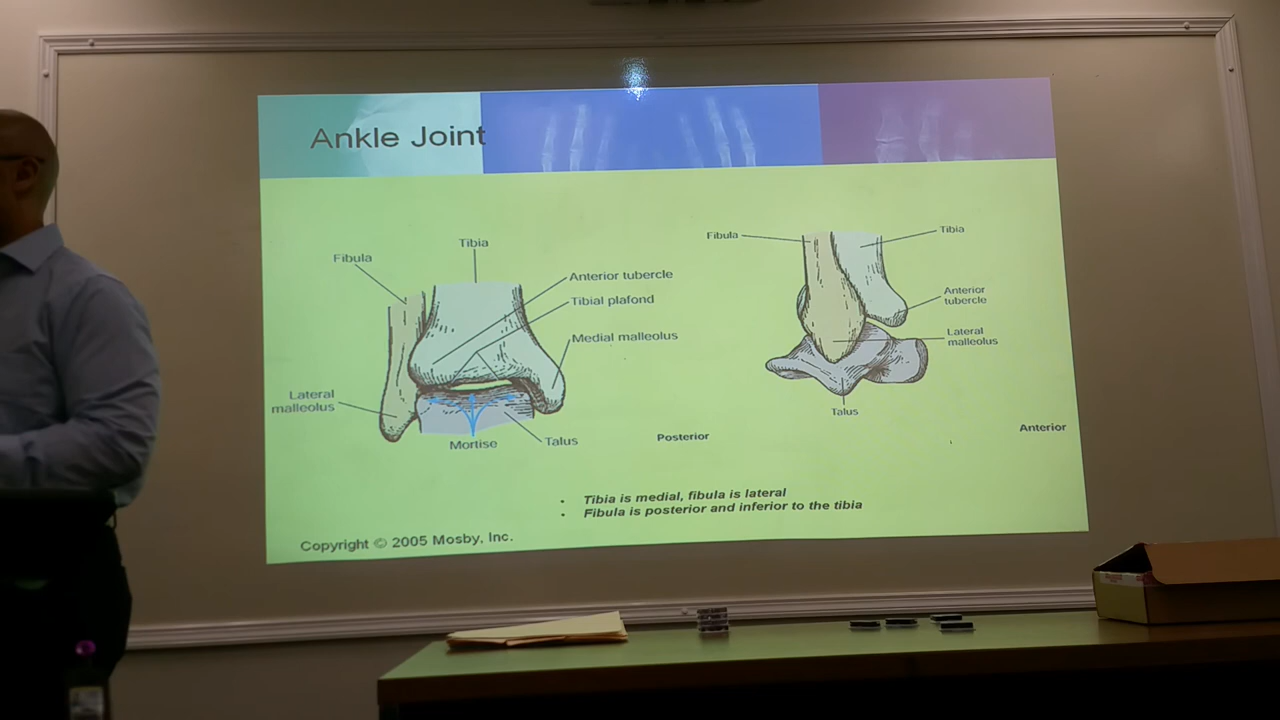 Ankle Joint
Tibia
Fibula
Anterior tubercle
Tibial plafond
Medial malleolus
Lateral
malleolus
Mortise
Talus
Fibula
Tibia
Anterior
tubercle
Lateral
malleolus
Talus
Posterior
Anterior
• Tibia is medial, fibula is lateral
• Fibula is posterior and inferior to the tibia
Copyright © 2005 Mosby, Inc.